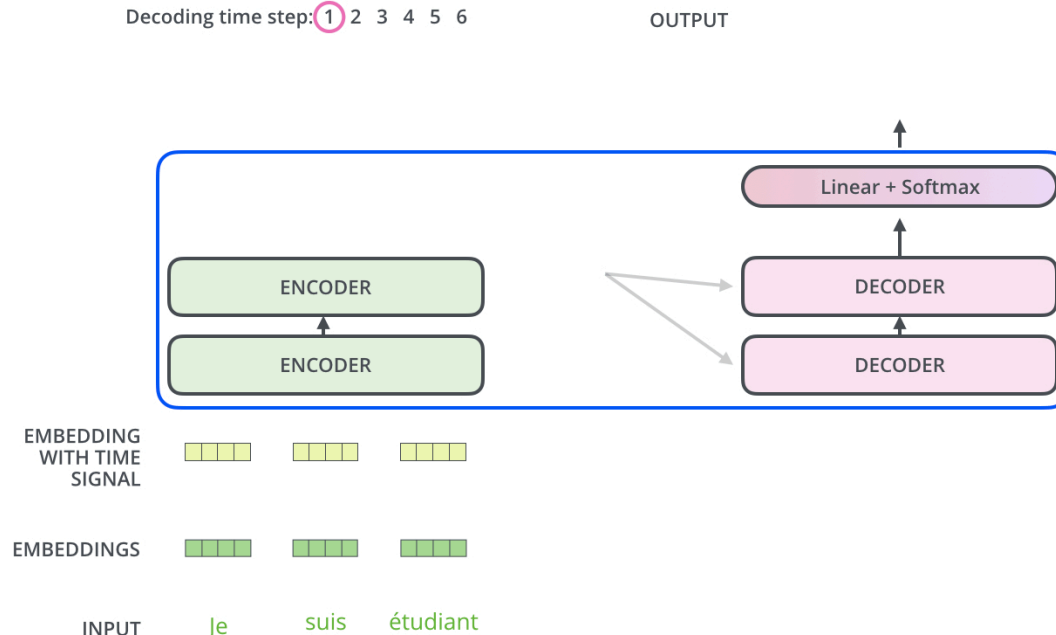 Decoding time step: 1 2 3 4 5 6
OUTPUT
Linear + Softmax
ENCODER
DECODER
ENCODER
DECODER
EMBEDDING
WITH TIME
SIGNAL
EMBEDDINGS
INPUT
Je suis étudiant